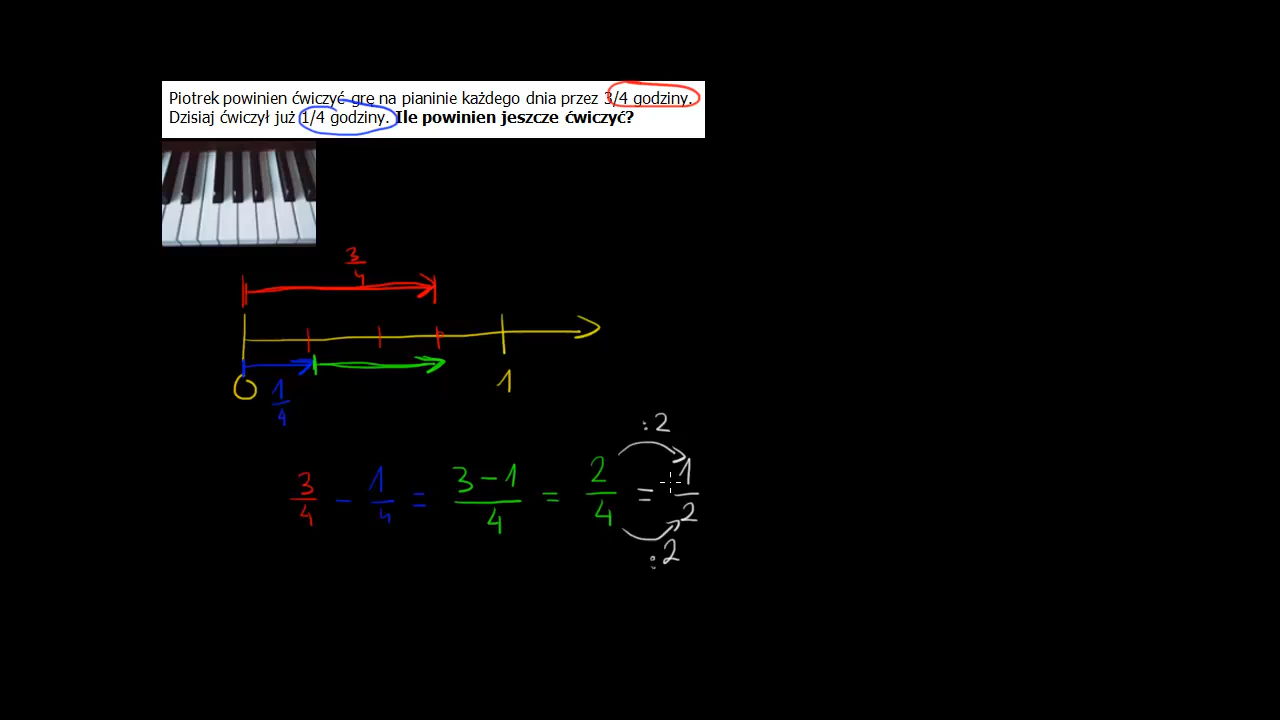 Piotrek powinien ćwiczyć grę na pianinie każdego dnia przez 3/4 godziny.
Dzisiaj ćwiczył już 1/4 godziny. Ile powinien jeszcze ćwiczyć?
3/4
0 1/4 1
:2
3/4 - 1/4 = 3-1/4 = 2/4 = 1/2
:2